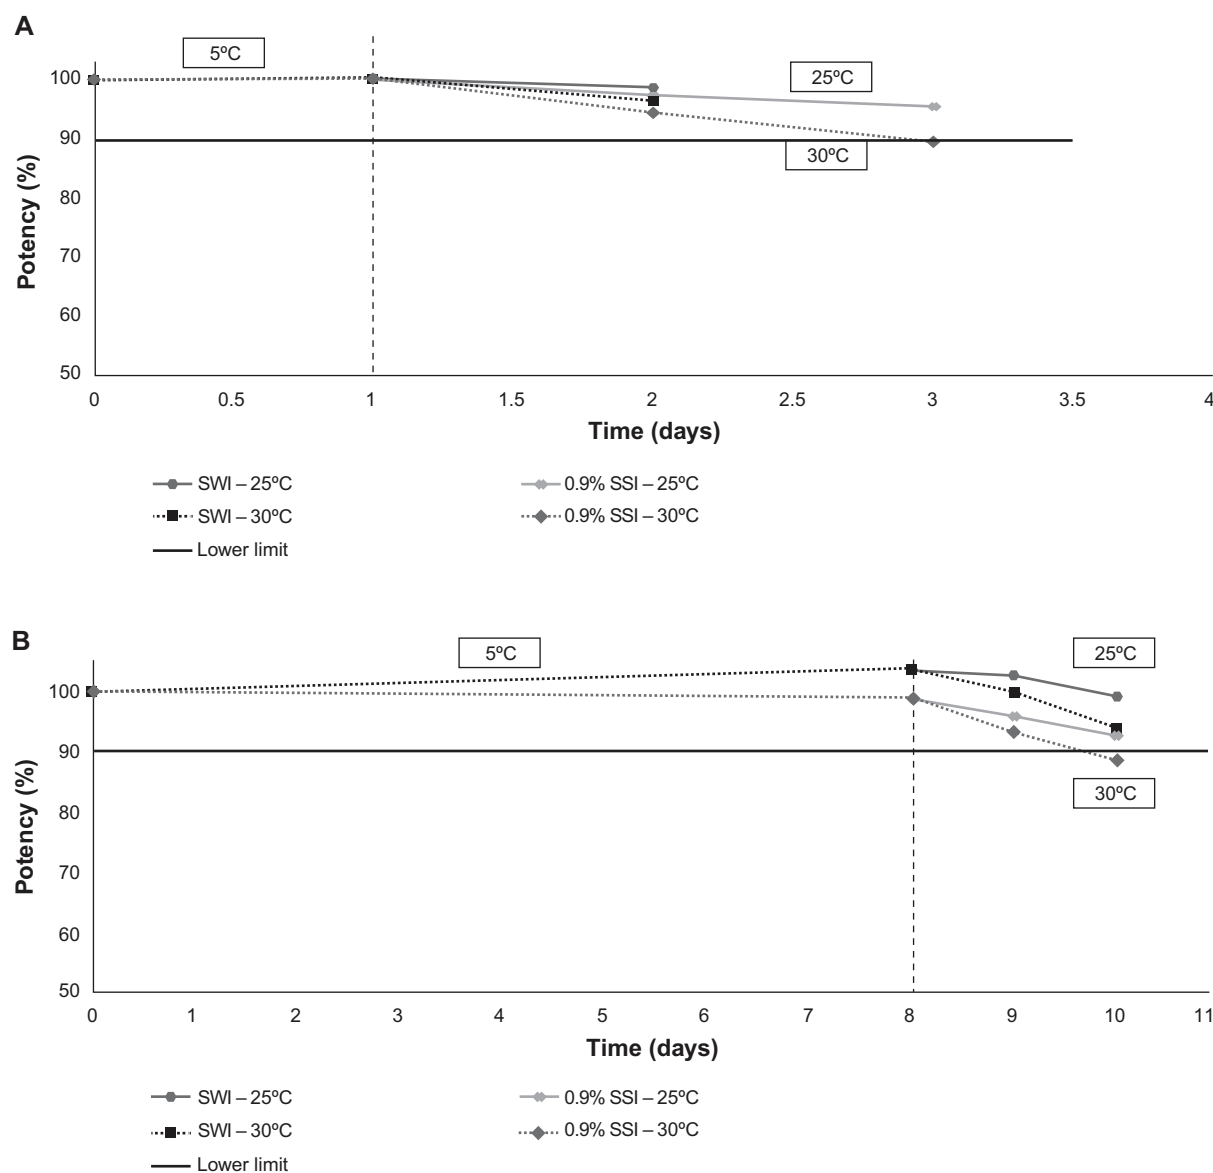 A
5ºC
100
25ºC
90
30ºC
80
70
60
50
Potency (%)
0 0.5 1 1.5 2 2.5 3 3.5 4
Time (days)
SWI – 25ºC 0.9% SSI – 25ºC
SWI – 30ºC 0.9% SSI – 30ºC
Lower limit
B
5ºC 25ºC
100
90
30ºC
80
70
60
50
Potency (%)
0 1 2 3 4 5 6 7 8 9 10 11
Time (days)
SWI – 25ºC 0.9% SSI – 25ºC
SWI – 30ºC 0.9% SSI – 30ºC
Lower limit